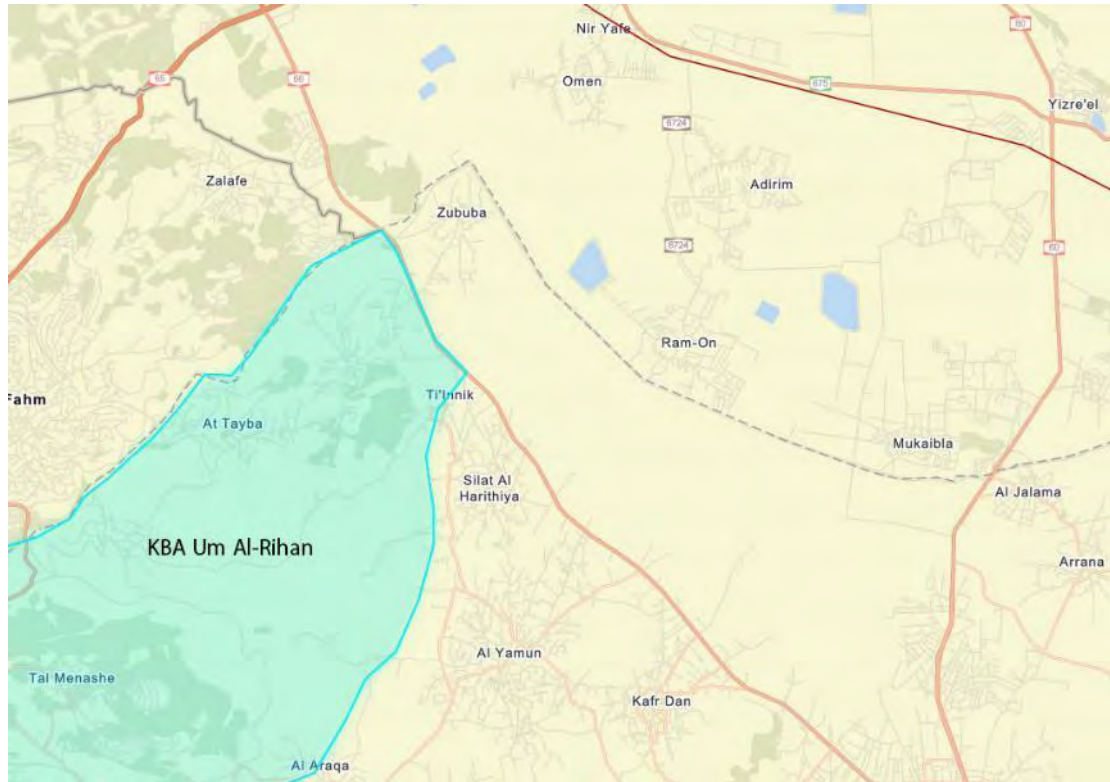 Nir Yafe
65
66
Omen
675
60
Yizre'el
6724
Zalafe
Adirim
Zububa
6724
60
Ram-On
Fahm
At Tayba
Ti'Innik
Mukaibla
Silat Al
Harithiya
Al Jalama
KBA Um Al-Rihan
Arrana
Al Yamun
Tal Menashe
Kafr Dan
Al Araqa